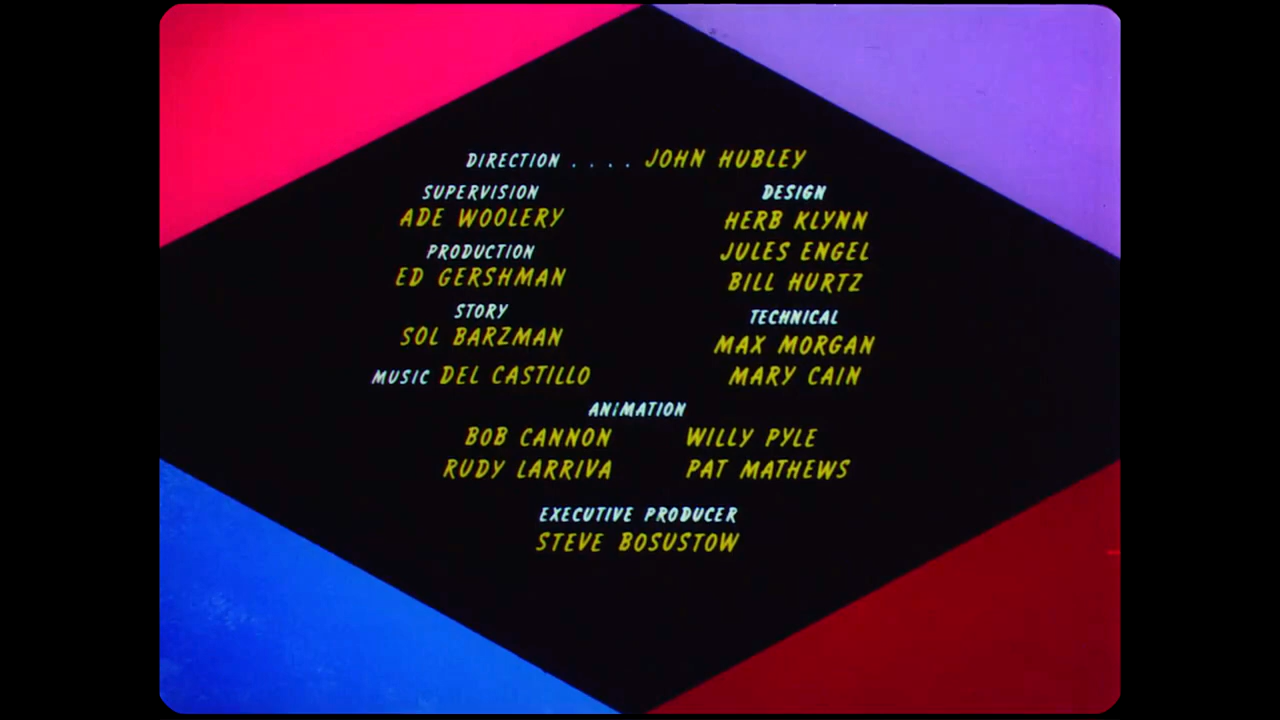 DIRECTION .... JOHN HUBLEY
SUPERVISION
ADE WOOLERY
PRODUCTION
ED GERSHMAN
STORY
SOL BARZMAN
MUSIC DEL CASTILLO
DESIGN
HERB KLYNN
JULES ENGEL
BILL HURTZ
TECHNICAL
MAX MORGAN
MARY CAIN
ANIMATION
BOB CANNON WILLY PYLE
RUDY LARRIVA PAT MATHEWS
EXECUTIVE PRODUCER
STEVE BOSUSTOW